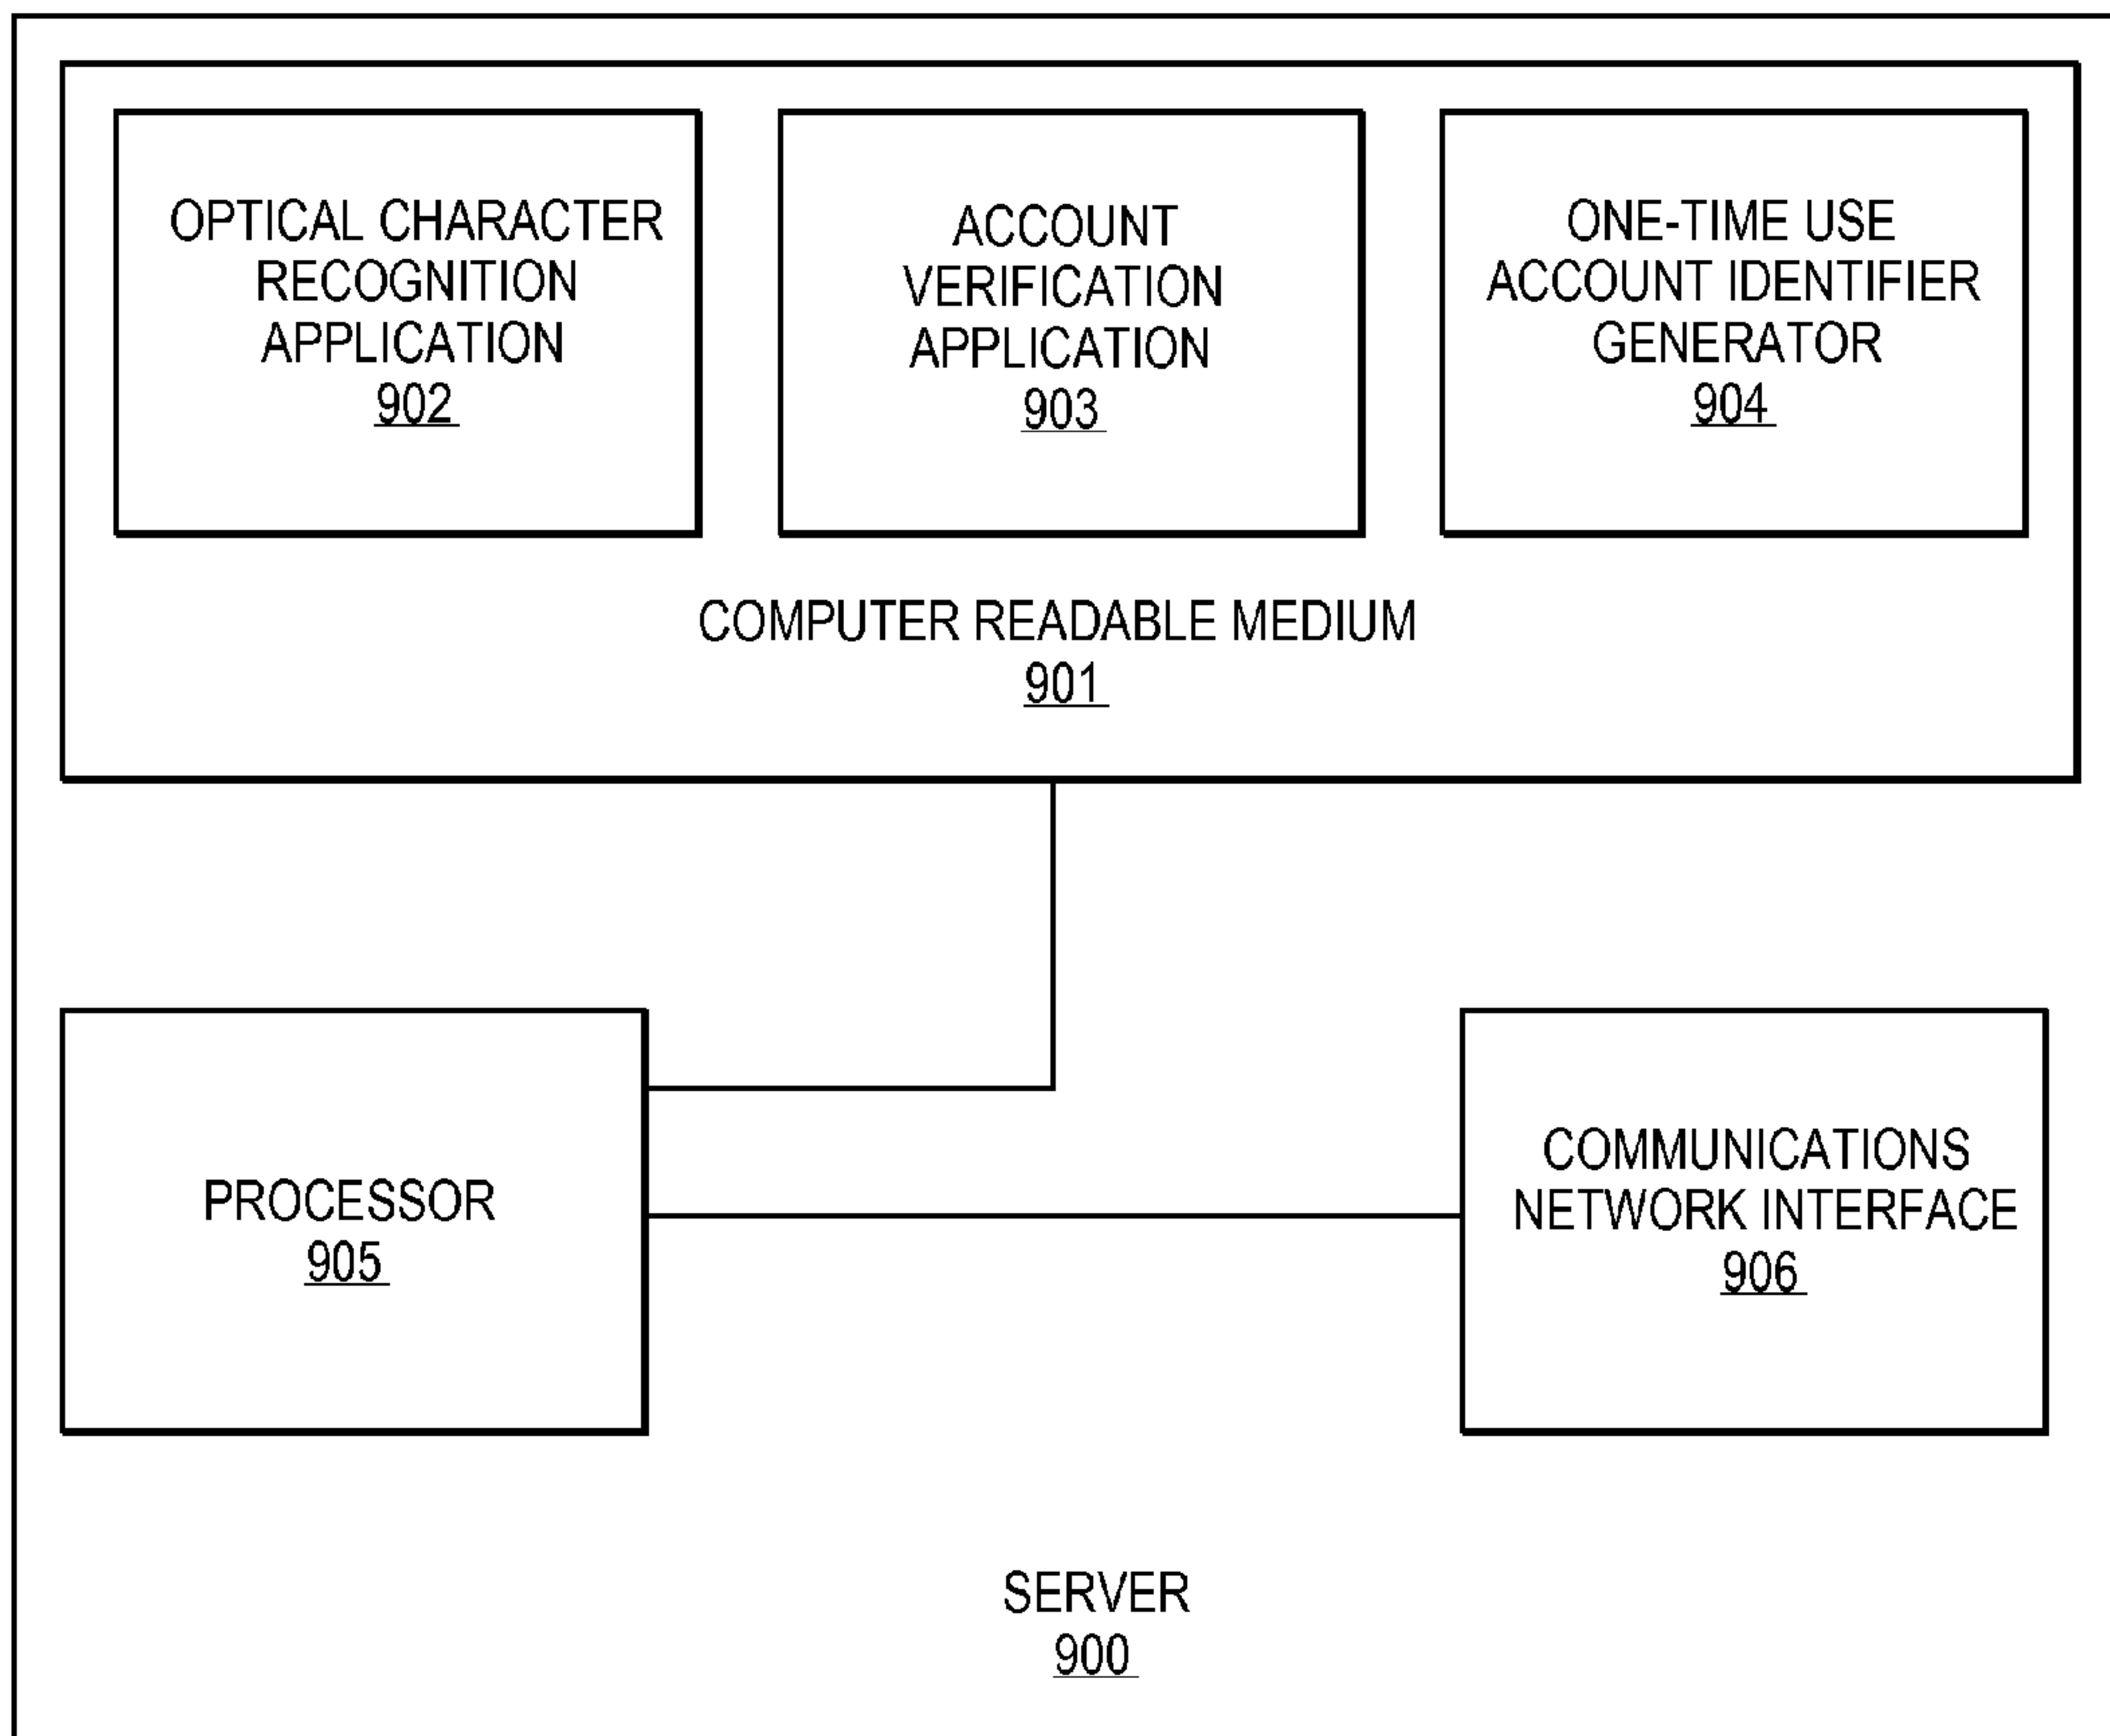 OPTICAL CHARACTER
RECOGNITION
APPLICATION
902
ACCOUNT
VERIFICATION
APPLICATION
903
ONE-TIME USE
ACCOUNT IDENTIFIER
GENERATOR
904
COMPUTER READABLE MEDIUM
901
PROCESSOR
905
COMMUNICATIONS
NETWORK INTERFACE
906
SERVER
900